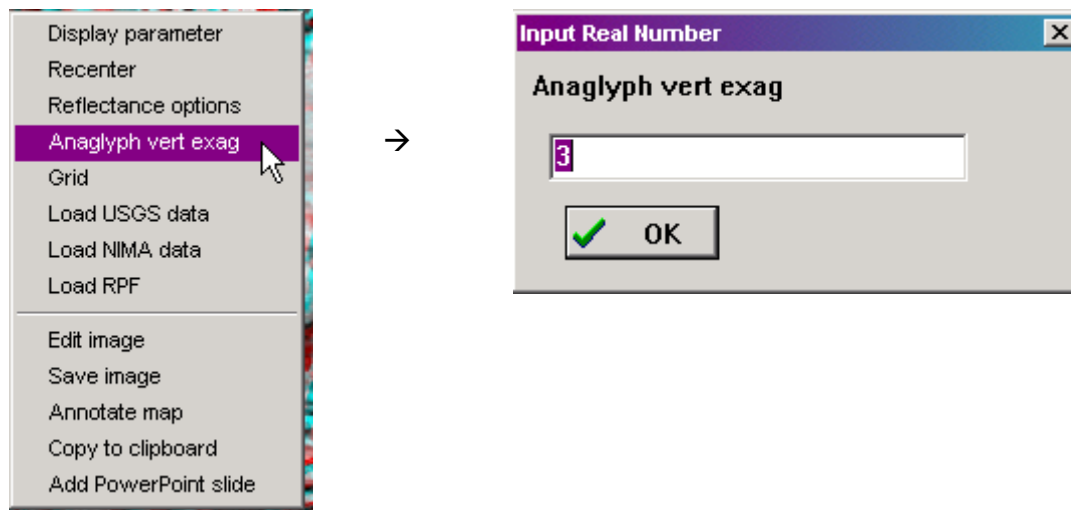 Display parameter
Recenter
Reflectance options
Anaglyph vert exag
Grid
Load USGS data
Load NIMA data
Load RPF
Edit image
Save image
Annotate map
Copy to clipboard
Add PowerPoint slide
→
Input Real Number
Anaglyph vert exag
3
OK